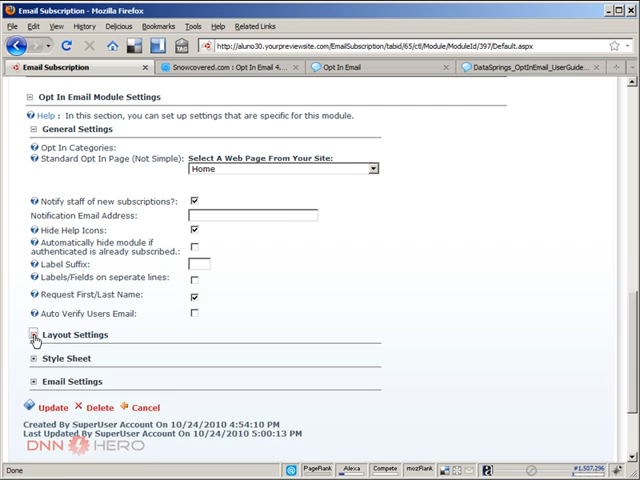 Email Subscription - Mozilla Firefox
File Edit View History Delicious Bookmarks Tools Help Related Links
http://aluno30.yourpreviewsite.com/EmailSubscription/tabid/65/ctl/Module/ModuleId/397/Default.aspx
Email Subscription Snowcovered.com : Opt In Email 4.... Opt In Email DataSprings_OptInEmail_UserGuide...
Opt In Email Module Settings
Help : In this section, you can set up settings that are specific for this module.
General Settings
Opt In Categories:
Standard Opt In Page (Not Simple): Select A Web Page From Your Site:
Home
Notify staff of new subscriptions?:
Notification Email Address:
Hide Help Icons:
Automatically hide module if
authenticated is already subscribed.:
Label Suffix:
Labels/Fields on seperate lines:
Request First/Last Name:
Auto Verify Users Email:
Layout Settings
Style Sheet
Email Settings
Update Delete Cancel
Created By SuperUser Account On 10/24/2010 4:54:10 PM
Last Updated By SuperUser Account On 10/24/2010 5:00:13 PM
DNN HERO
Done PageRank Alexa Compete mozRank #1,507,296